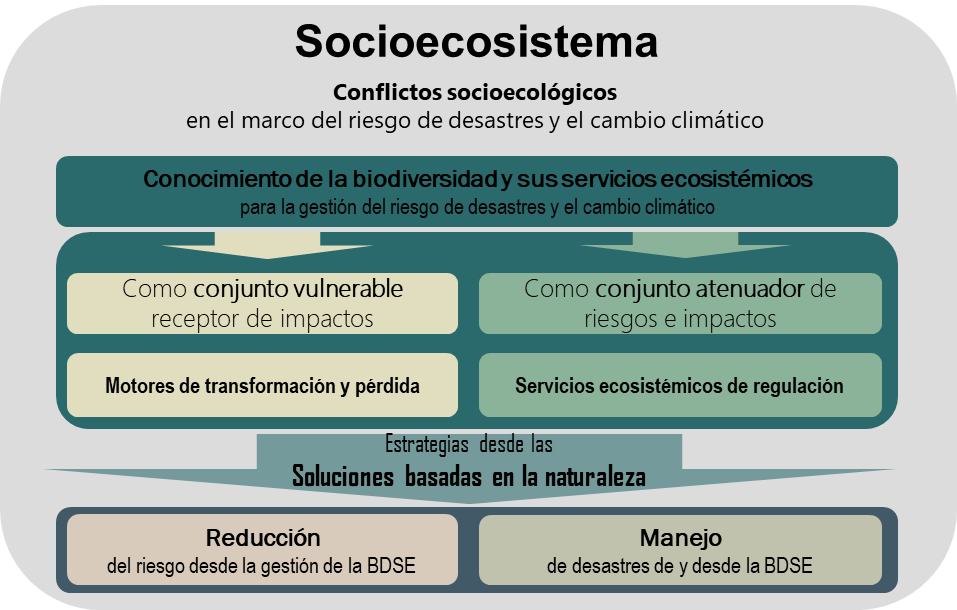 Socioecosistema
Conflictos socioecológicos
en el marco del riesgo de desastres y el cambio climático
Conocimiento de la biodiversidad y sus servicios ecosistémicos
para la gestión del riesgo de desastres y el cambio climático
Como conjunto vulnerable
receptor de impactos
Como conjunto atenuador de
riesgos e impactos
Motores de transformación y pérdida
Servicios ecosistémicos de regulación
Estrategias desde las
Soluciones basadas en la naturaleza
Reducción
del riesgo desde la gestión de la BDSE
Manejo
de desastres de y desde la BDSE